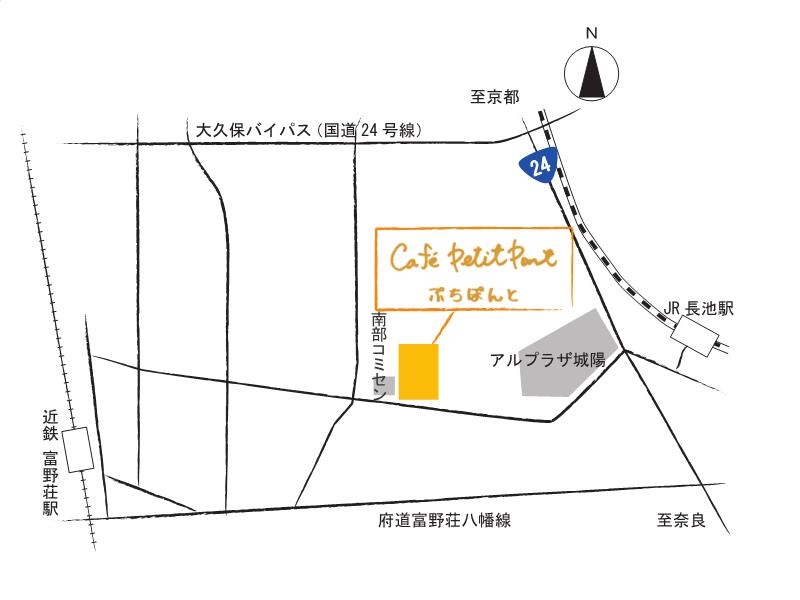 N
至京都
大久保バイパス（国道24号線）
24
Café Petit Pont
ぷちぽんと
JR 長池駅
南部コミセン
アルプラザ城陽
近鉄 富野荘駅
府道富野荘八幡線
至奈良